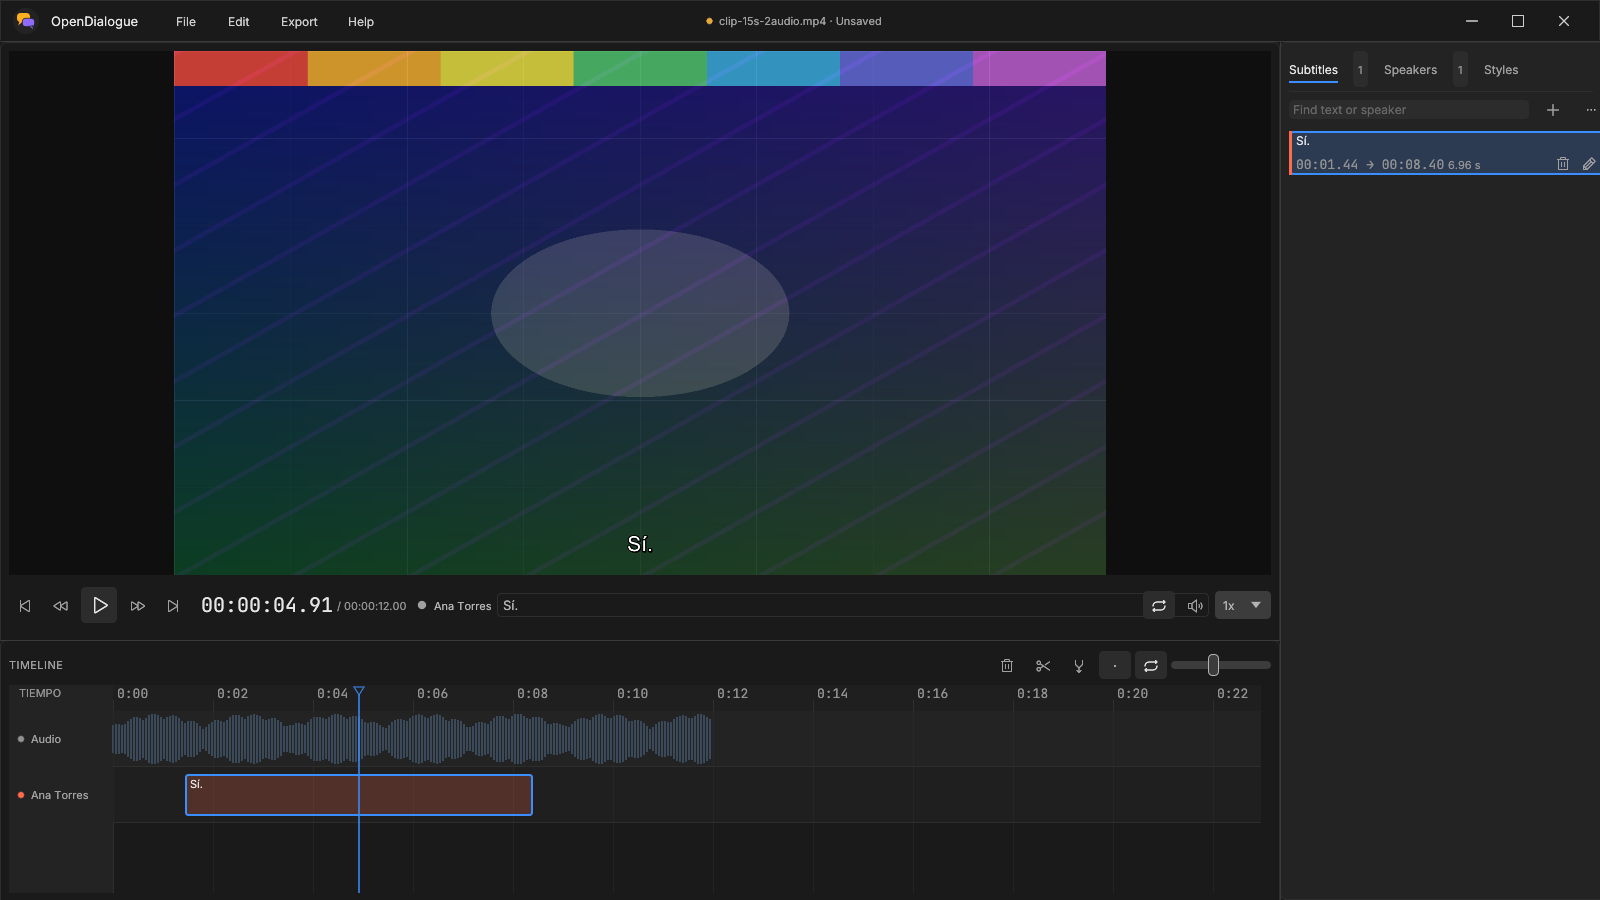 OpenDialogue File Edit Export Help clip-15s-2audio.mp4 · Unsaved
Subtitles 1 Speakers 1 Styles
Find text or speaker
Sí.
00:01.44 → 00:08.40 6.96 s
Sí.
00:00:04.91 / 00:00:12.00 Ana Torres Sí. 1x
TIMELINE
TIEMPO 0:00 0:02 0:04 0:06 0:08 0:10 0:12 0:14 0:16 0:18 0:20 0:22
Audio
Sí.
Ana Torres